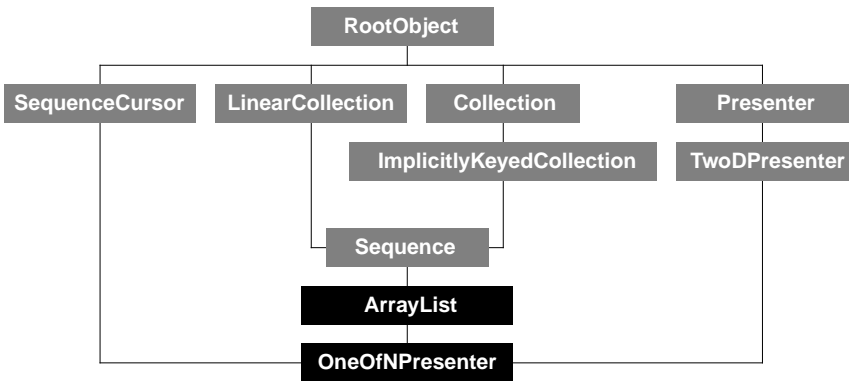 RootObject
SequenceCursor
LinearCollection
Collection
Presenter
ImplicitlyKeyedCollection
TwoDPresenter
Sequence
ArrayList
OneOfNPresenter